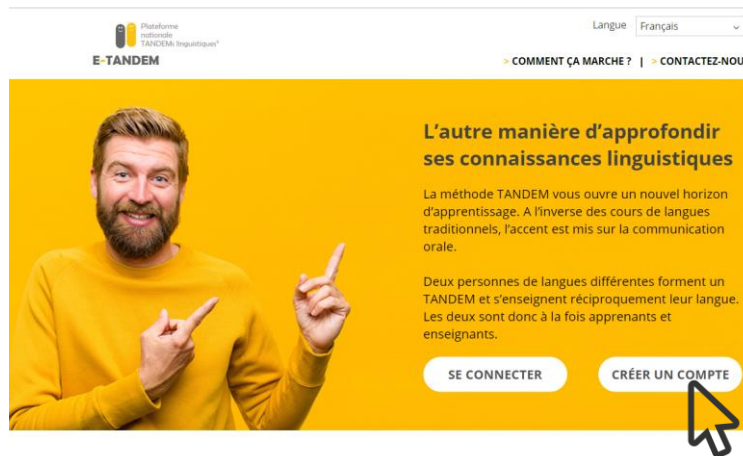 Plateforme
nationale
TANDEMs linguistiques®
E-TANDEM
Langue Français
> COMMENT ÇA MARCHE ? | > CONTACTEZ-NOU
L'autre manière d'approfondir
ses connaissances linguistiques
La méthode TANDEM vous ouvre un nouvel horizon
d'apprentissage. A l'inverse des cours de langues
traditionnels, l'accent est mis sur la communication
orale.
Deux personnes de langues différentes forment un
TANDEM et s'enseignent réciproquement leur langue.
Les deux sont donc à la fois apprenants et
enseignants.
SE CONNECTER CRÉER UN COMPTE